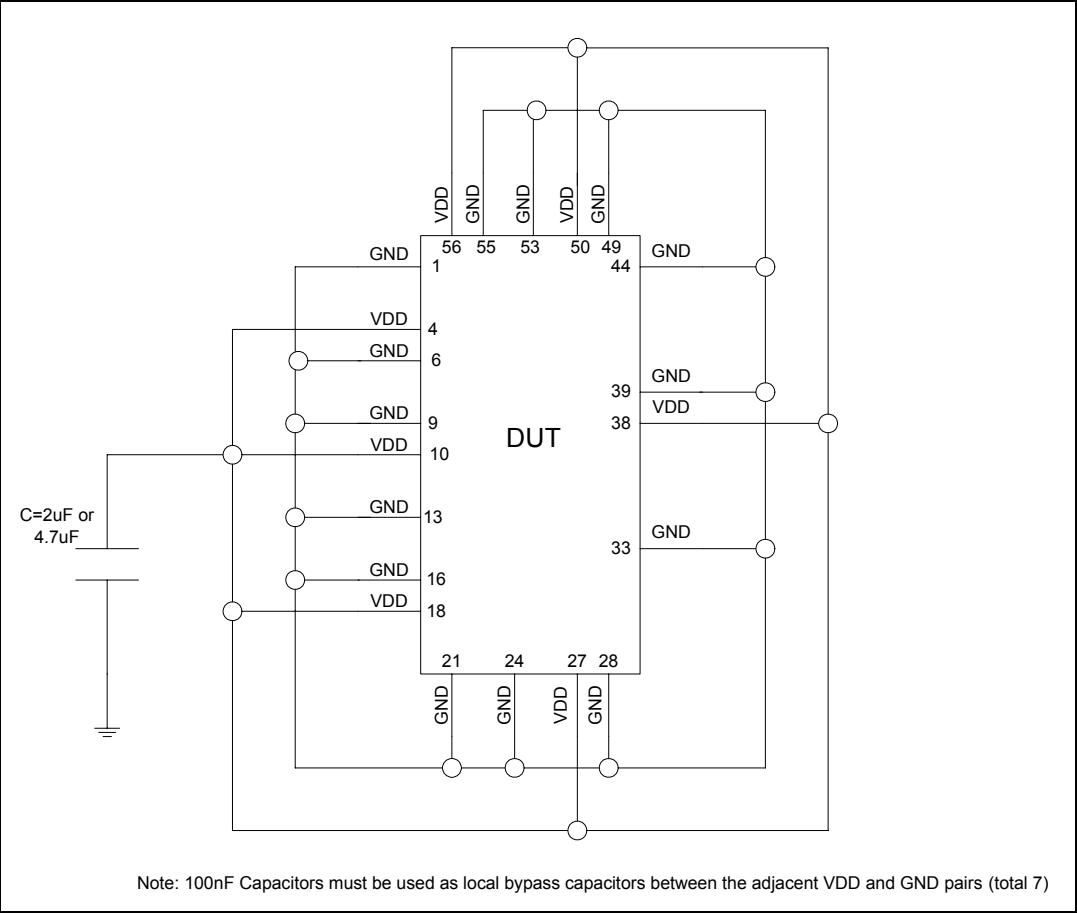 VDD
GND
GND
VDD
GND
56 55 53 50 49
GND 1
44 GND
VDD 4
GND 6
39 GND
GND 9
38 VDD
DUT
VDD 10
C=2uF or
4.7uF
GND 13
33 GND
GND 16
VDD 18
21 24 27 28
GND
GND
VDD
GND
Note: 100nF Capacitors must be used as local bypass capacitors between the adjacent VDD and GND pairs (total 7)